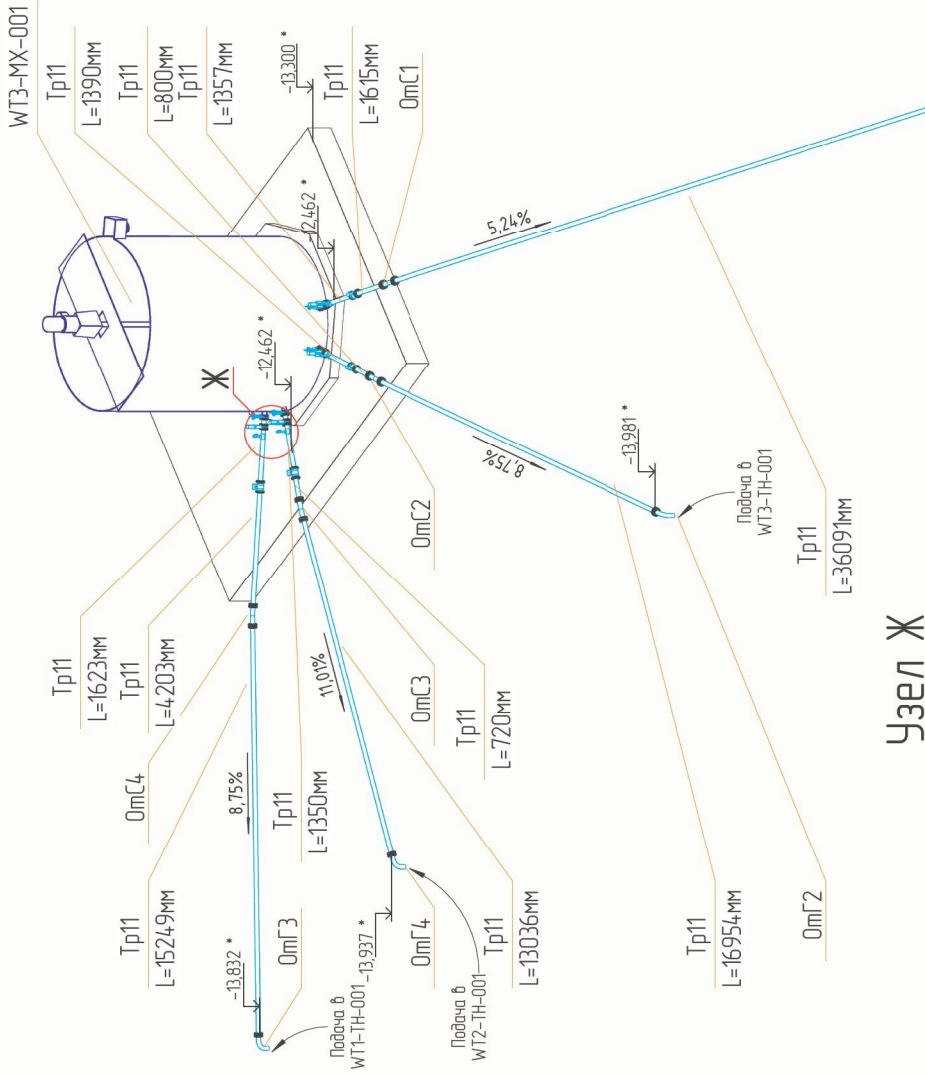 WT3-MX-001
Тр11
L=1390мм
Тр11
L=800мм
Тр11
L=1357мм
-13,300 *
Тр11
L=1615мм
ОтС1
-12,462 *
-12,462 *
Ж
5,24%
8,75%
-13,981 *
Подача в
WT3-TH-001
Тр11
L=36091мм
ОтС2
Тр11
L=1623мм
Тр11
L=4203мм
ОтС4
8,75%
Тр11
L=15249мм
Тр11
L=1350мм
11,01%
ОтС3
Тр11
L=720мм
-13,832 *
ОтГ3
Подача в
WT1-TH-001
-13,937 *
ОтГ4
Подача в
WT2-TH-001
Тр11
L=13036мм
Тр11
L=16954мм
ОтГ2
Узел Ж